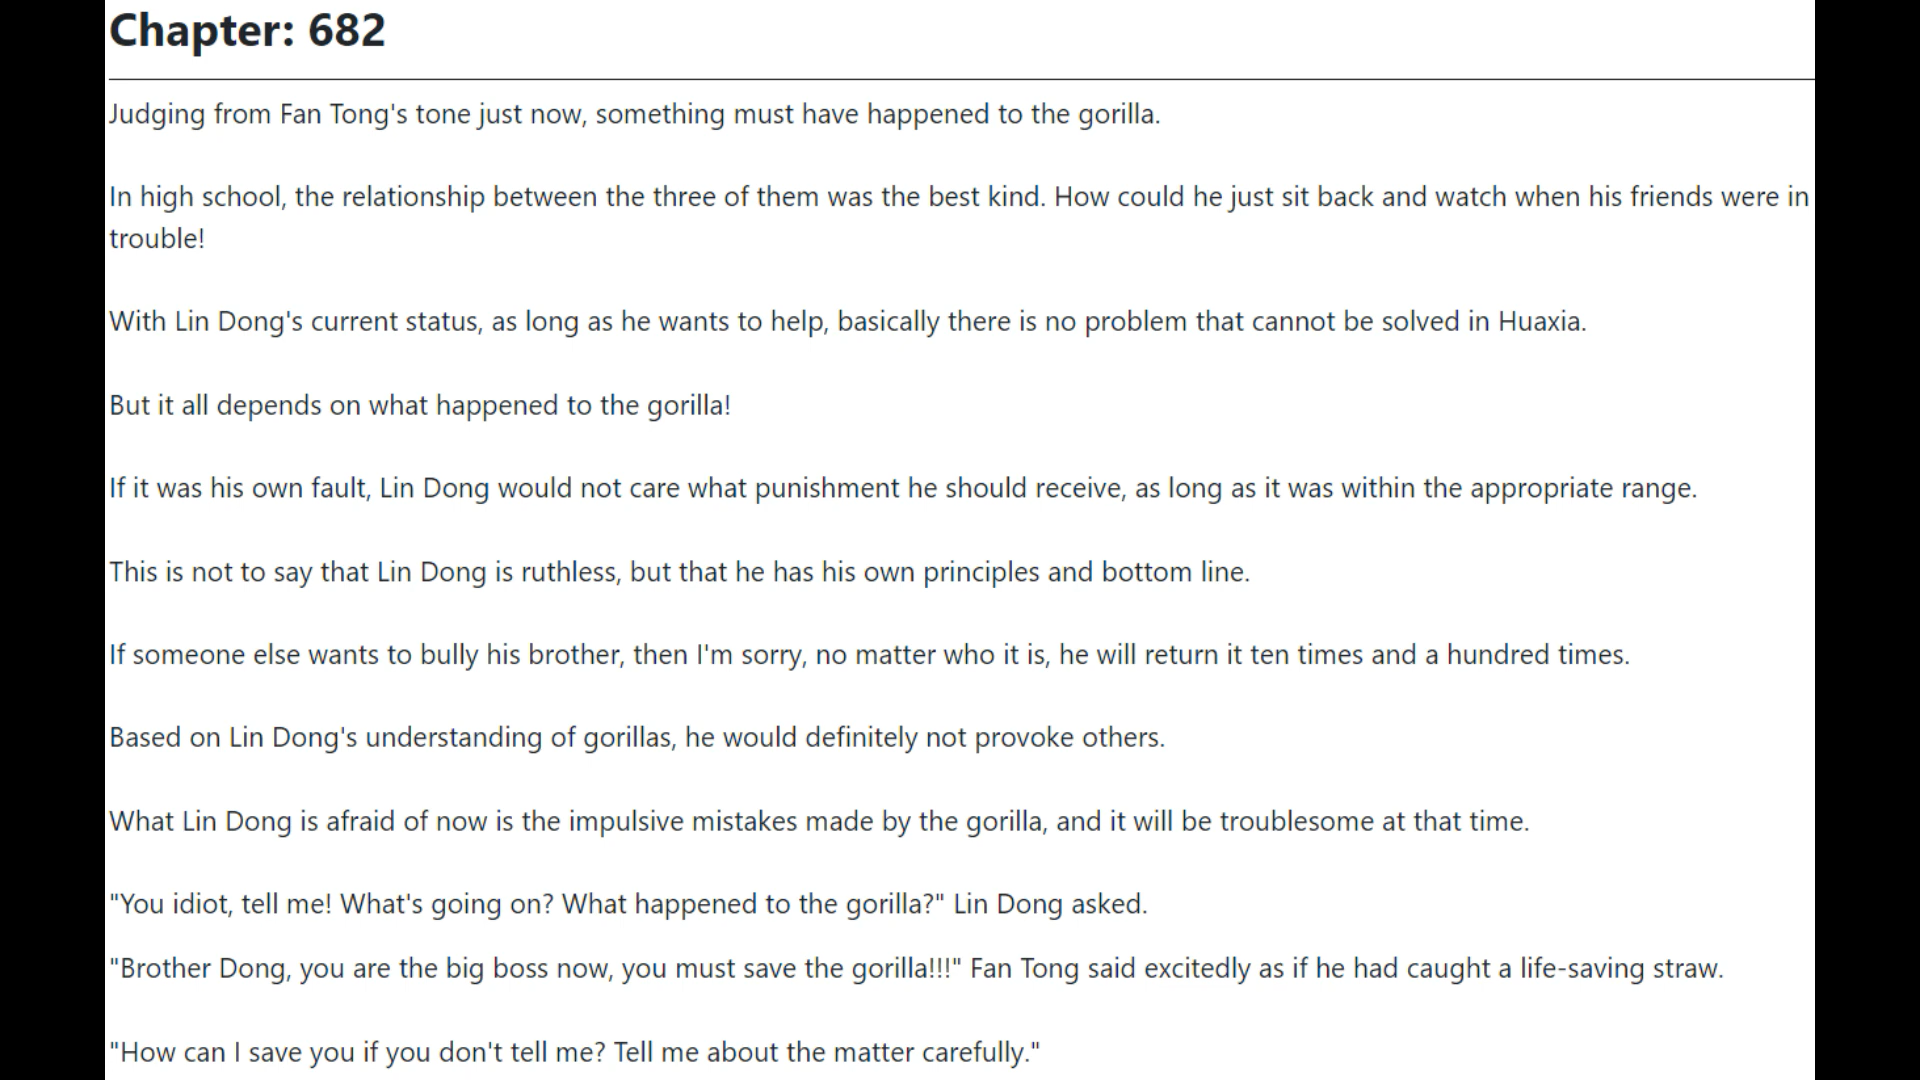 Chapter: 682
Judging from Fan Tong's tone just now, something must have happened to the gorilla.
In high school, the relationship between the three of them was the best kind. How could he just sit back and watch when his friends were in
trouble!
With Lin Dong's current status, as long as he wants to help, basically there is no problem that cannot be solved in Huaxia.
But it all depends on what happened to the gorilla!
If it was his own fault, Lin Dong would not care what punishment he should receive, as long as it was within the appropriate range.
This is not to say that Lin Dong is ruthless, but that he has his own principles and bottom line.
If someone else wants to bully his brother, then I'm sorry, no matter who it is, he will return it ten times and a hundred times.
Based on Lin Dong's understanding of gorillas, he would definitely not provoke others.
What Lin Dong is afraid of now is the impulsive mistakes made by the gorilla, and it will be troublesome at that time.
"You idiot, tell me! What's going on? What happened to the gorilla?" Lin Dong asked.
"Brother Dong, you are the big boss now, you must save the gorilla!!!" Fan Tong said excitedly as if he had caught a life-saving straw.
"How can I save you if you don't tell me? Tell me about the matter carefully."